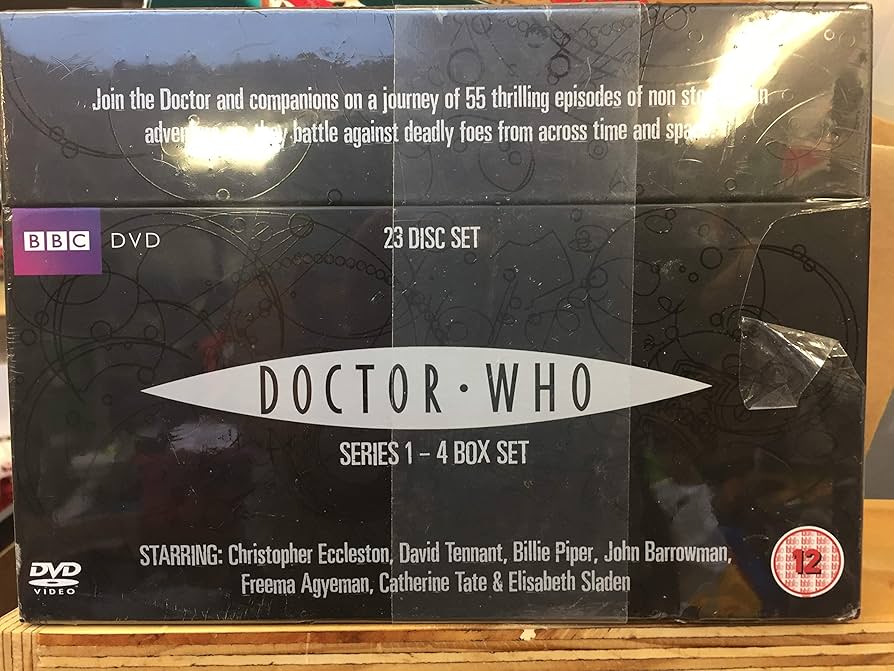 Join the Doctor and companions on a journey of 55 thrilling episodes of non
battle against deadly foes from across time and
BBC DVD
23 DISC SET
DOCTOR · WHO
SERIES 1 – 4 BOX SET
STARRING: Christopher Eccleston, David Tennant, Billie Piper, John Barrowman,
Freema Agyeman, Catherine Tate & Elisabeth Sladen
DVD
VIDEO
12